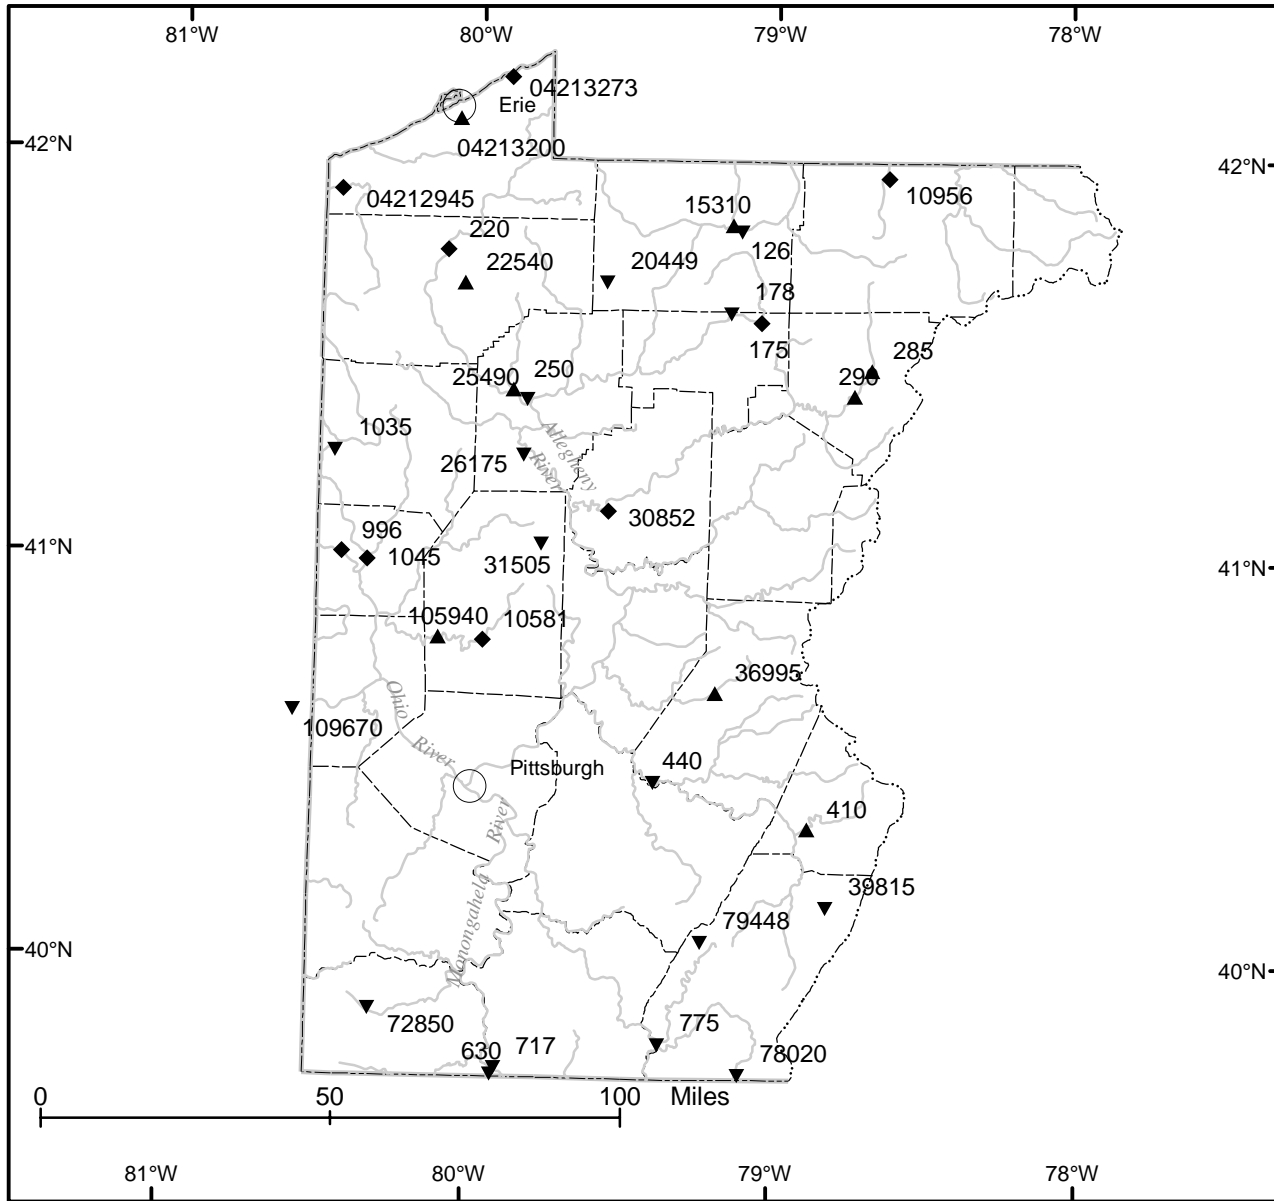 81°W 80°W 79°W 78°W
04213273
Erie
42°N
04213200
42°N
04212945
15310
10956
220
126
22540
20449
178
175
285
250
25490
290
1035
Allegheny River
26175
30852
996
41°N
1045
31505
41°N
105940
10581
36995
Ohio River
109670
440
Pittsburgh
410
Monongahela River
39815
79448
40°N
40°N
72850
775
717
630
78020
0 50 100 Miles
81°W 80°W 79°W 78°W